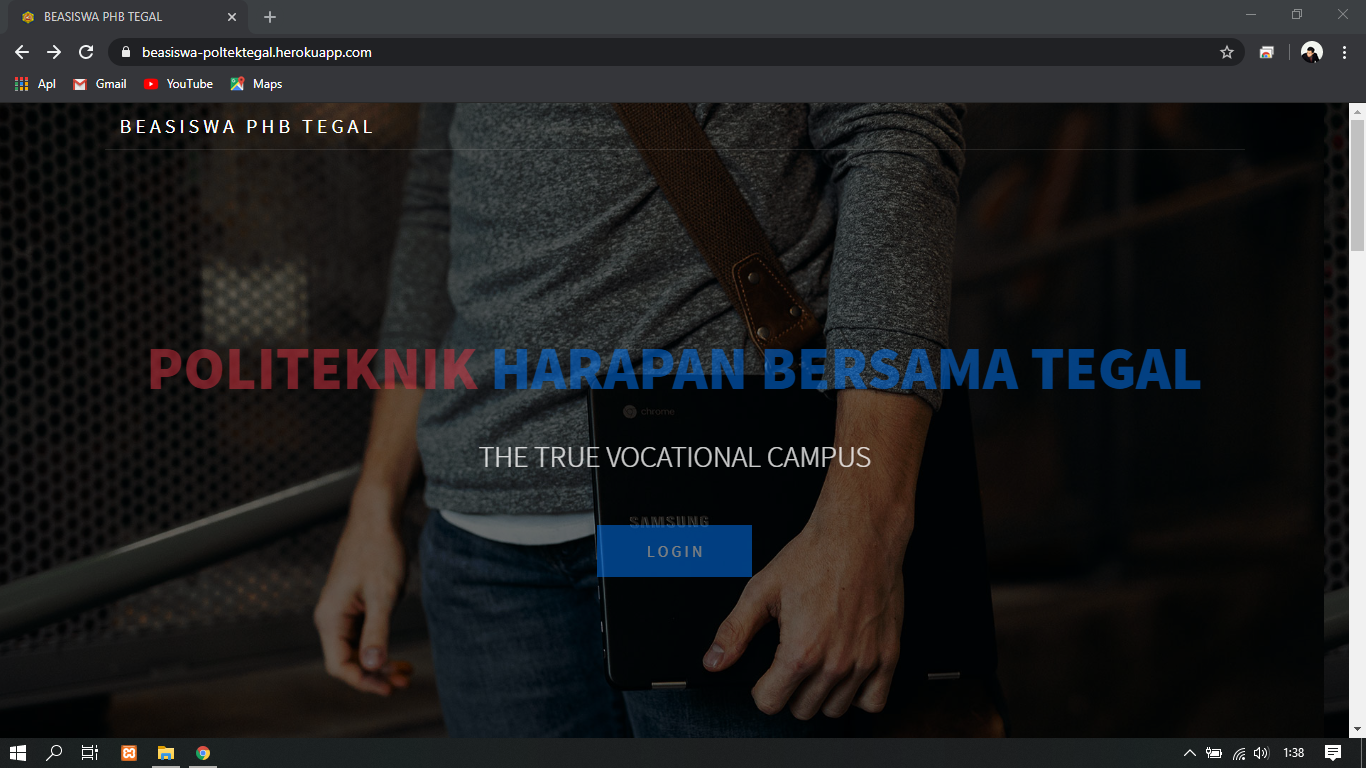 BEASISWA PHB TEGAL
beasiswa-poltektegal.herokuapp.com
Apl Gmail YouTube Maps
BEASISWA PHB TEGAL
POLITEKNIK HARAPAN BERSAMA TEGAL
chrome
THE TRUE VOCATIONAL CAMPUS
SAMSUNG
LOGIN
1:38